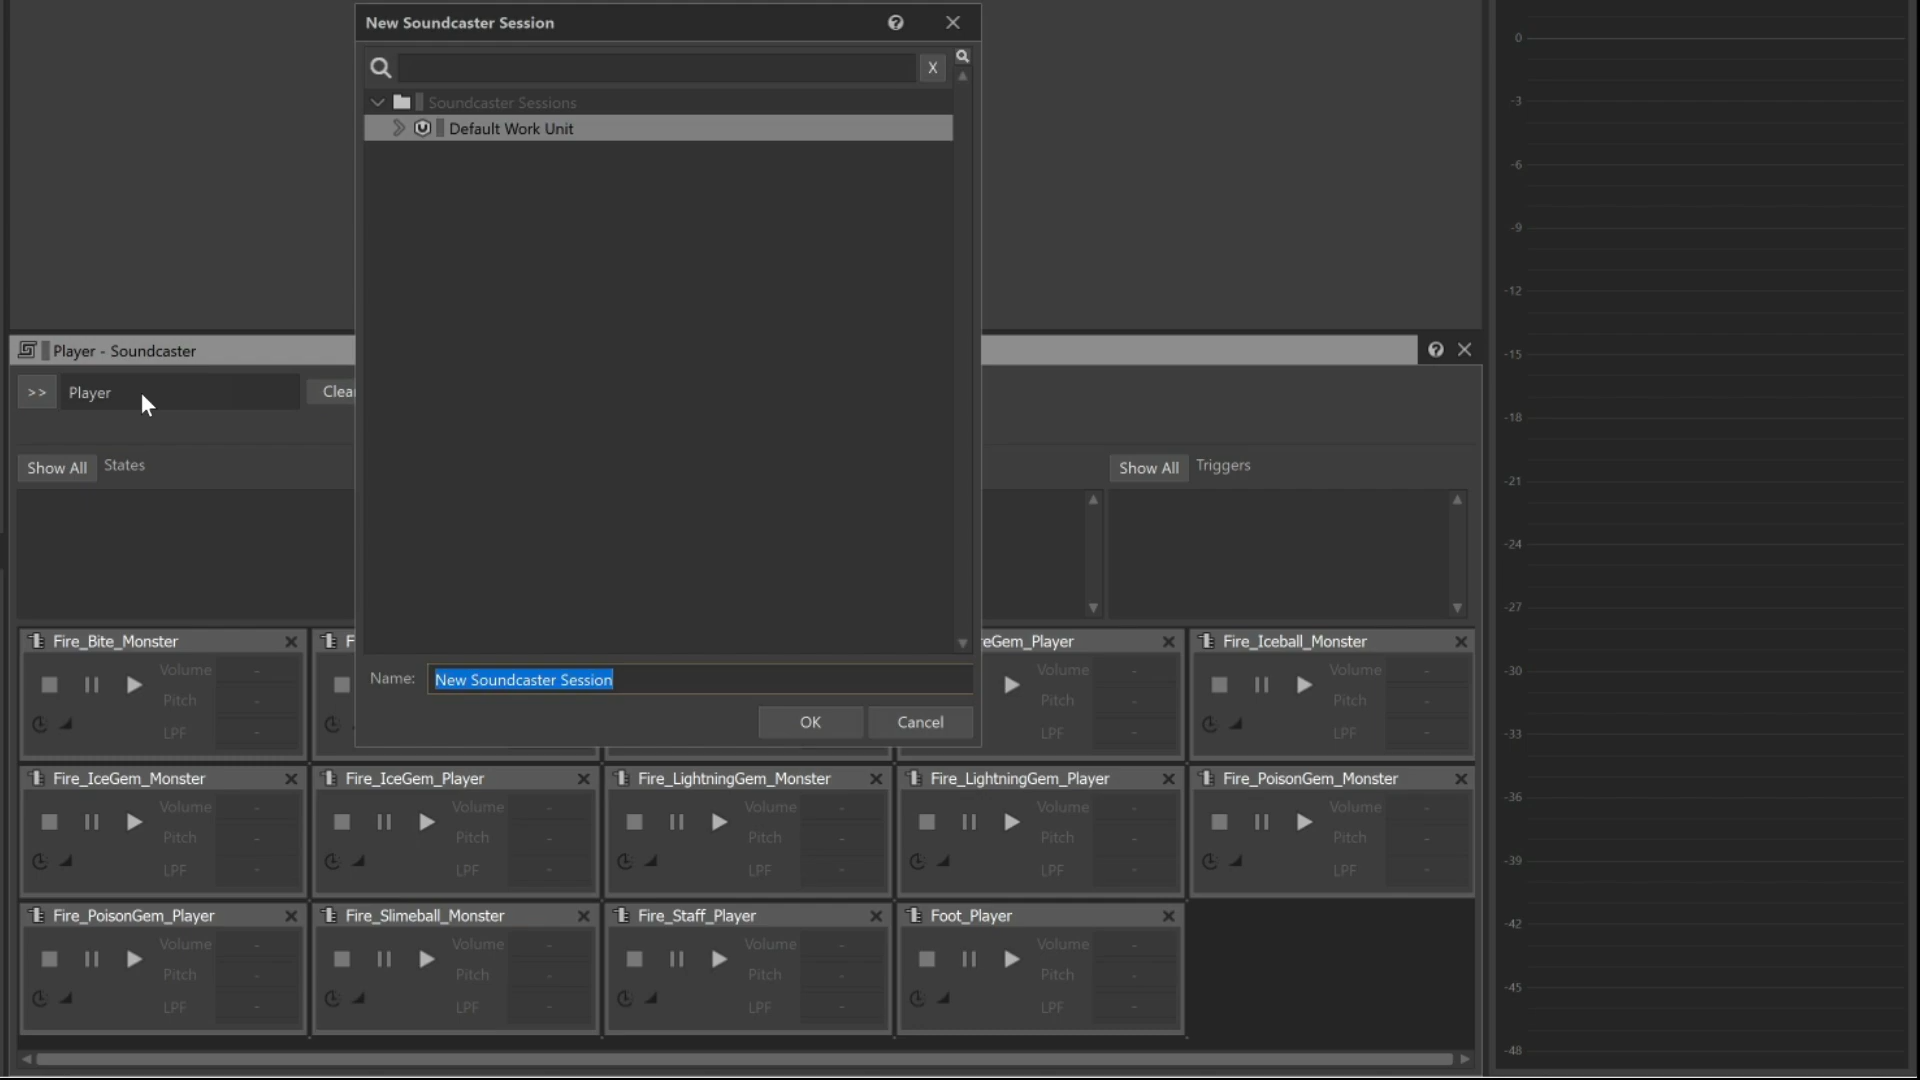 New Soundcaster Session
X
Soundcaster Sessions
Default Work Unit
Name: New Soundcaster Session
OK Cancel
Player - Soundcaster
>> Player Clear
Show All States
Show All Triggers
Fire_Bite_Monster
Volume -
Pitch -
LPF -
F
eGem_Player
Volume -
Pitch -
LPF -
Fire_Iceball_Monster
Volume -
Pitch -
LPF -
Fire_IceGem_Monster
Volume -
Pitch -
LPF -
Fire_IceGem_Player
Volume -
Pitch -
LPF -
Fire_LightningGem_Monster
Volume -
Pitch -
LPF -
Fire_LightningGem_Player
Volume -
Pitch -
LPF -
Fire_PoisonGem_Monster
Volume -
Pitch -
LPF -
Fire_PoisonGem_Player
Volume -
Pitch -
LPF -
Fire_Slimeball_Monster
Volume -
Pitch -
LPF -
Fire_Staff_Player
Volume -
Pitch -
LPF -
Foot_Player
Volume -
Pitch -
LPF -
0
-3
-6
-9
-12
-15
-18
-21
-24
-27
-30
-33
-36
-39
-42
-45
-48